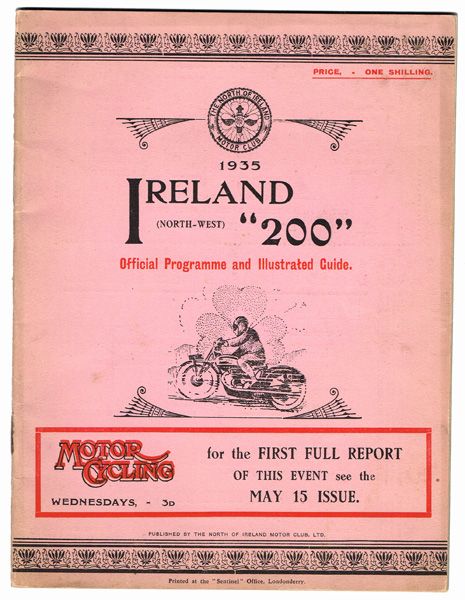 PRICE, - ONE SHILLING.
THE NORTH OF IRELAND
MOTOR CLUB
1935
IRELAND
(NORTH-WEST) "200"
Official Programme and Illustrated Guide.
MOTOR CYCLING
WEDNESDAYS, - 3D
for the FIRST FULL REPORT
OF THIS EVENT see the
MAY 15 ISSUE.
PUBLISHED BY THE NORTH OF IRELAND MOTOR CLUB, LTD.
Printed at the "Sentinel" Office, Londonderry.